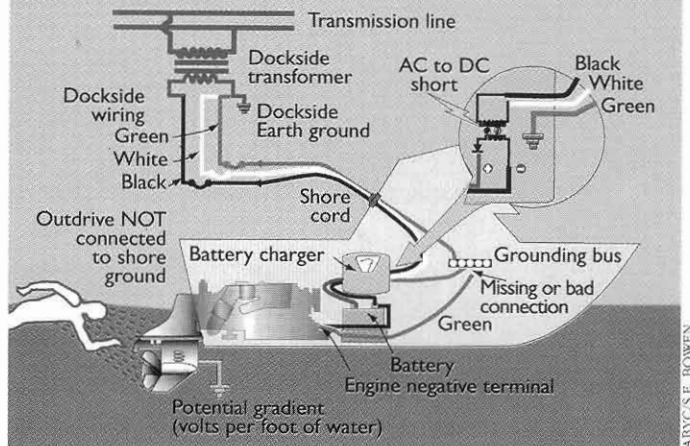 Transmission line
Dockside
transformer
AC to DC
short
Black
White
Green
Dockside
wiring
Green
White
Black
Dockside
Earth ground
Shore
cord
Outdrive NOT
connected
to shore
ground
Battery charger
Grounding bus
Missing or bad
connection
Green
Battery
Engine negative terminal
Potential gradient
(volts per foot of water)
ABYC/S.E. BOWEN